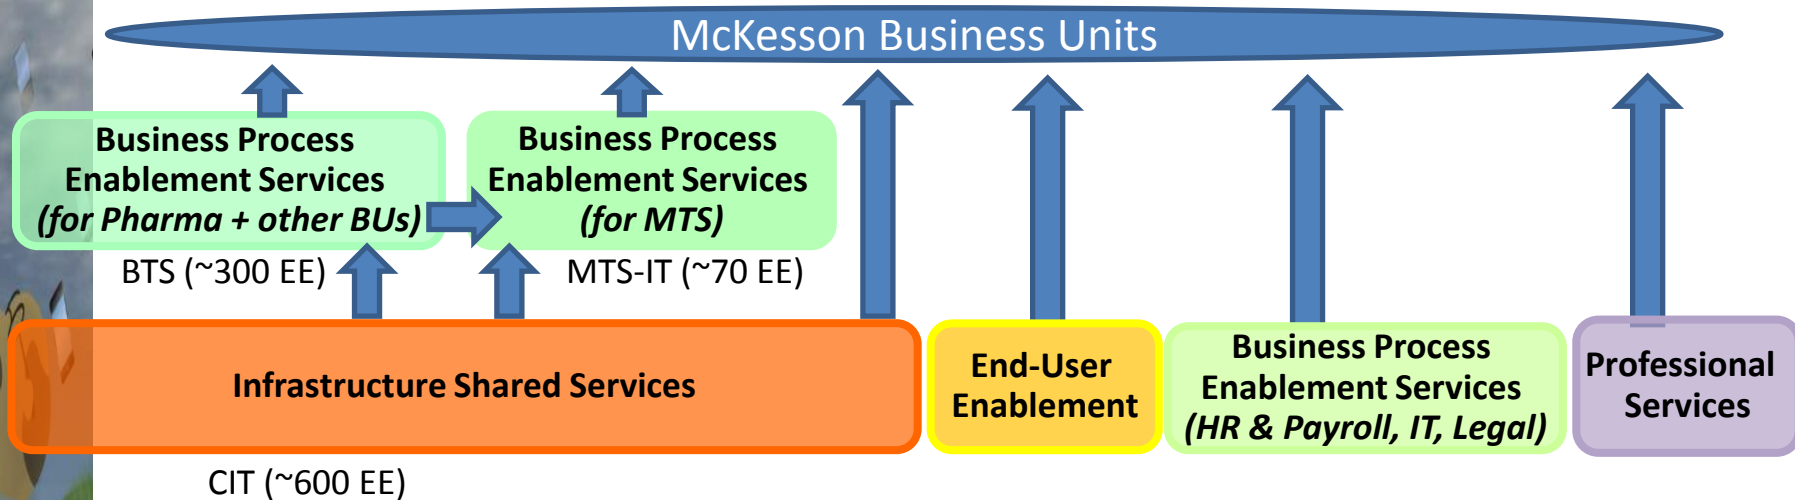 McKesson Business Units
Business Process
Enablement Services
(for Pharma + other BUs)
Business Process
Enablement Services
(for MTS)
BTS (~300 EE)
MTS-IT (~70 EE)
Infrastructure Shared Services
End-User
Enablement
Business Process
Enablement Services
(HR & Payroll, IT, Legal)
Professional
Services
CIT (~600 EE)